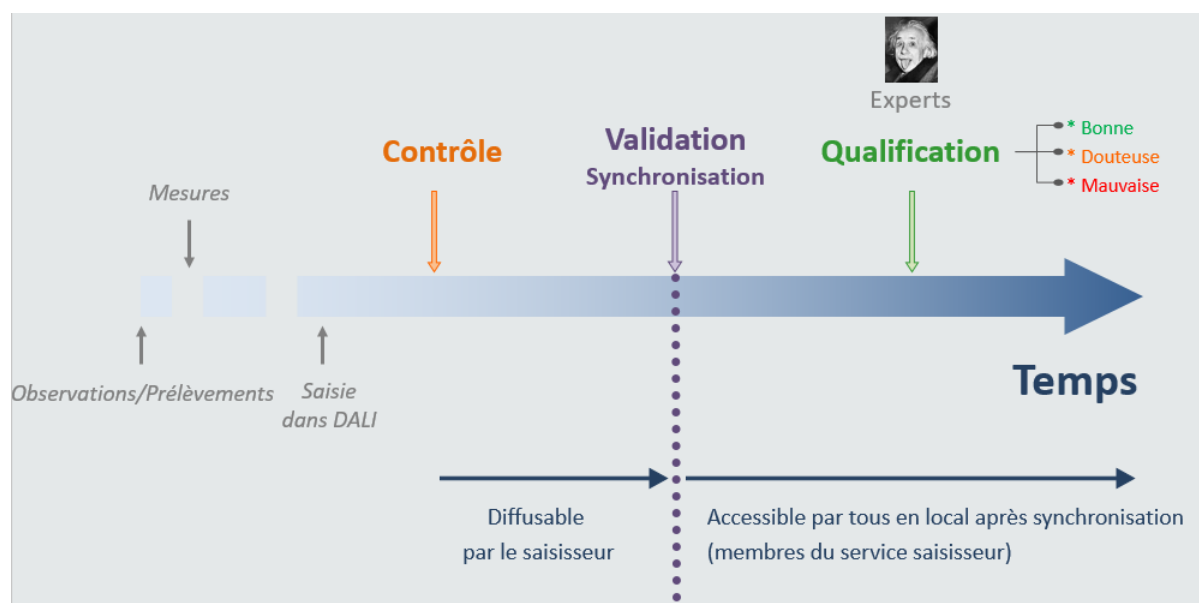 Experts
Contrôle
Validation
Synchronisation
Qualification
* Bonne
* Douteuse
* Mauvaise
Mesures
Observations/Prélèvements
Saisie
dans DALI
Temps
Diffusable
par le saisisseur
Accessible par tous en local après synchronisation
(membres du service saisisseur)